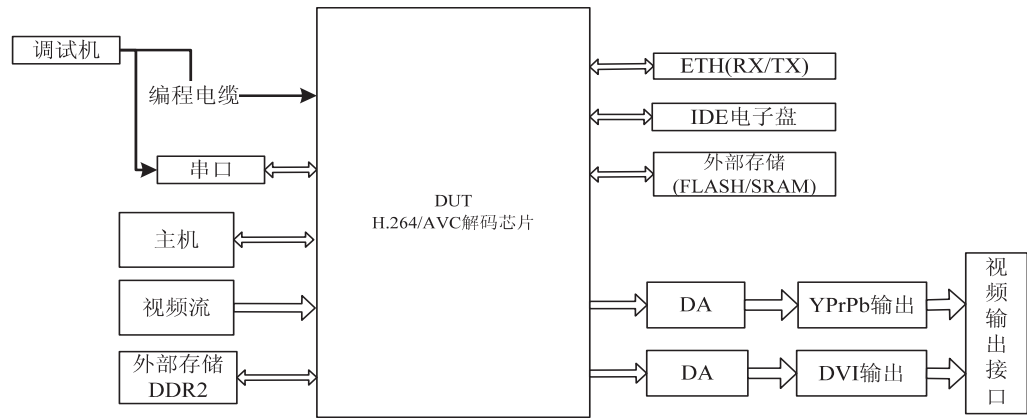 调试机
编程电缆
串口
主机
视频流
外部存储
DDR2
DUT
H.264/AVC解码芯片
ETH(RX/TX)
IDE电子盘
外部存储
(FLASH/SRAM)
DA
YPrPb输出
DA
DVI输出
视频输出接口